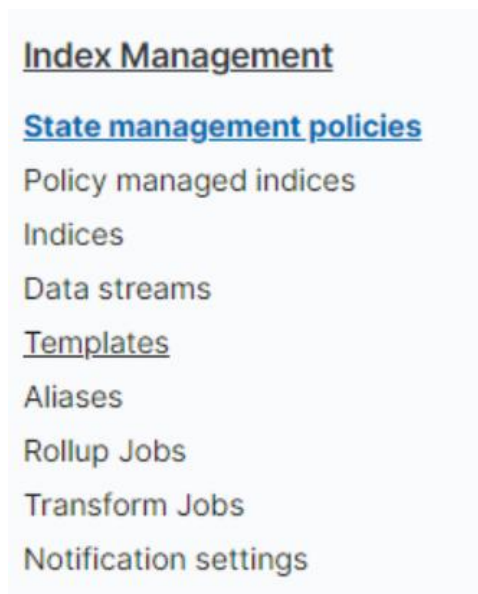 Index Management
State management policies
Policy managed indices
Indices
Data streams
Templates
Aliases
Rollup Jobs
Transform Jobs
Notification settings